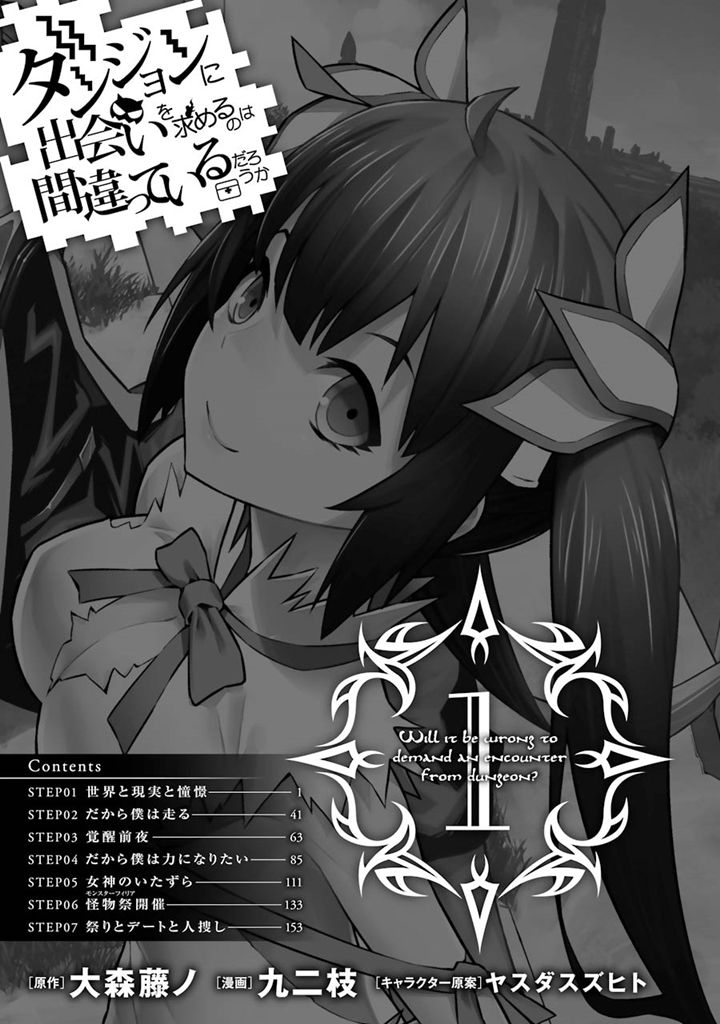 ダンジョンに
出会いを求めるのは
間違っているだろうか
1
Will it be wrong to
demand an encounter
from dungeon?
Contents
STEP01 世界と現実と憧憬 1
STEP02 だから僕は走る 41
STEP03 覚醒前夜 63
STEP04 だから僕は力になりたい 85
STEP05 女神のいたずら 111
モンスターフィリア
STEP06 怪物祭開催 133
STEP07 祭りとデートと人捜し 153
[原作]大森藤ノ [漫画]九二枝 [キャラクター原案]ヤスダスズヒト